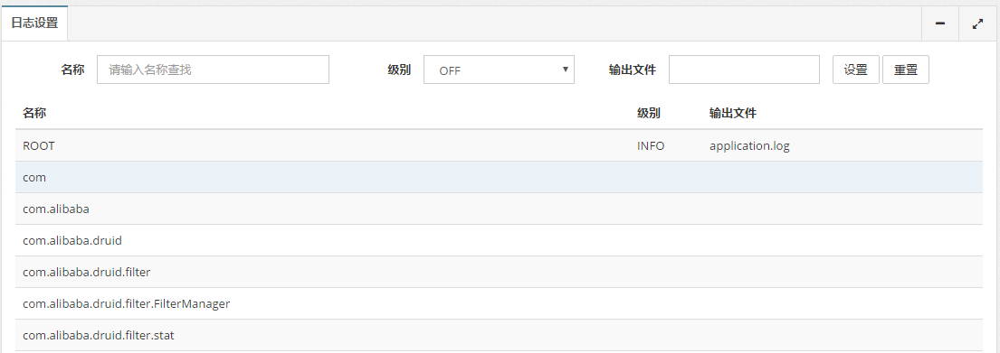 日志设置
名称 请输入名称查找 级别 OFF 输出文件 设置 重置
名称 级别 输出文件
ROOT INFO application.log
com
com.alibaba
com.alibaba.druid
com.alibaba.druid.filter
com.alibaba.druid.filter.FilterManager
com.alibaba.druid.filter.stat